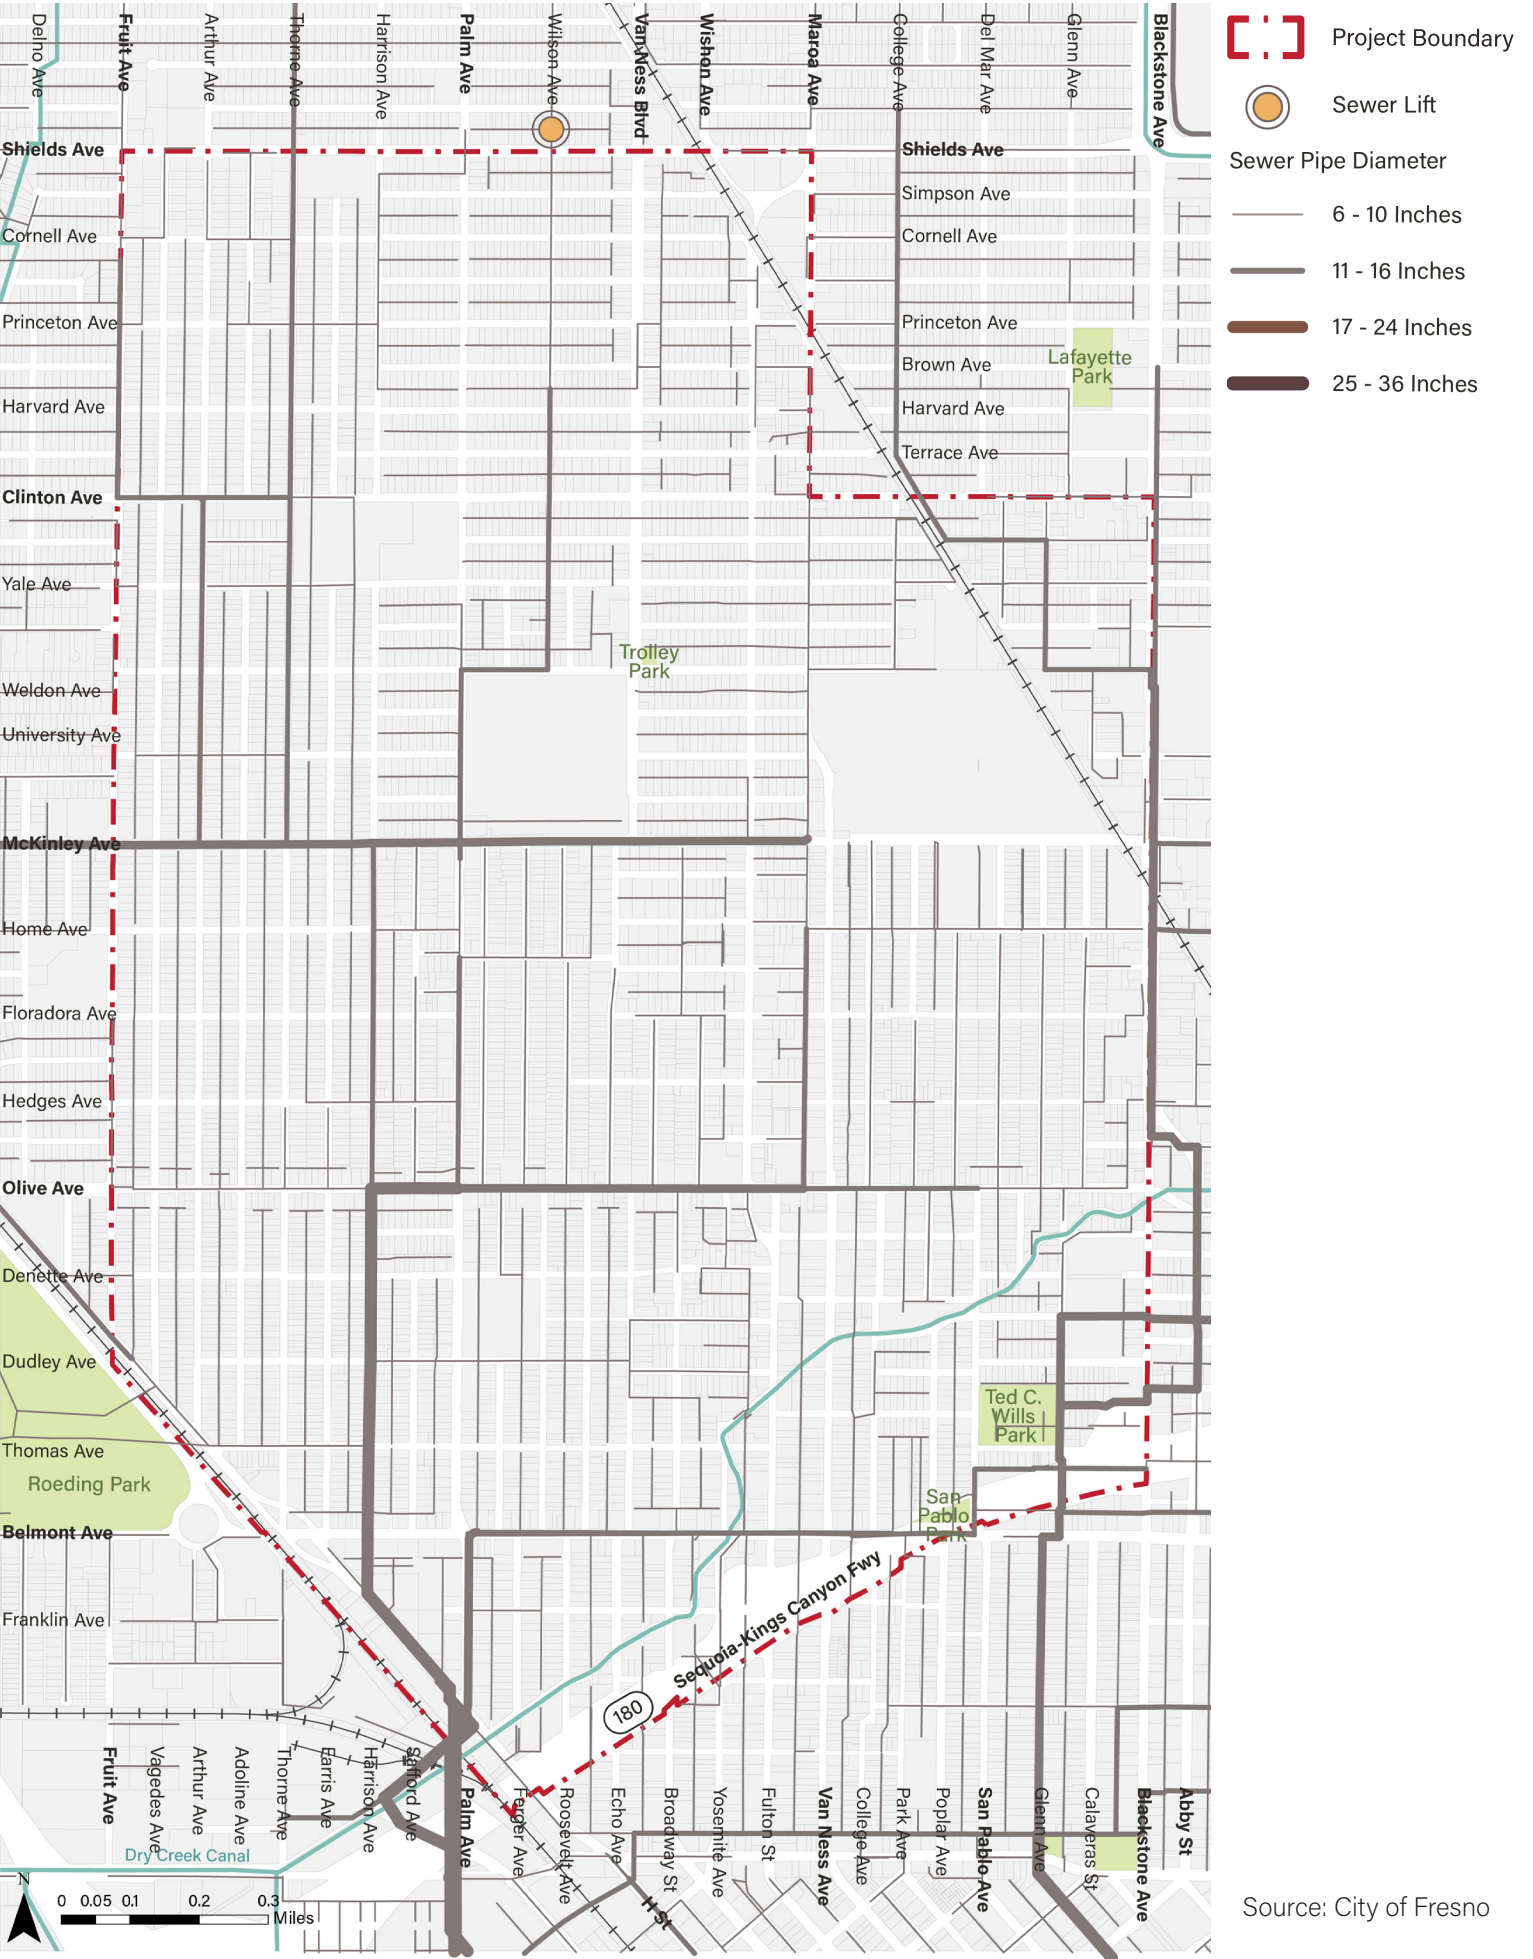 Delno Ave
Fruit Ave
Arthur Ave
Thorne Ave
Harrison Ave
Palm Ave
Wilson Ave
Van Ness Blvd
Wishon Ave
Maroa Ave
College Ave
Del Mar Ave
Glenn Ave
Blackstone Ave
Project Boundary
Sewer Lift
Sewer Pipe Diameter
6 - 10 Inches
11 - 16 Inches
17 - 24 Inches
25 - 36 Inches
Shields Ave
Cornell Ave
Princeton Ave
Harvard Ave
Clinton Ave
Yale Ave
Weldon Ave
University Ave
McKinley Ave
Home Ave
Floradora Ave
Hedges Ave
Olive Ave
Denette Ave
Dudley Ave
Thomas Ave
Roeding Park
Belmont Ave
Franklin Ave
Shields Ave
Simpson Ave
Cornell Ave
Princeton Ave
Brown Ave
Harvard Ave
Terrace Ave
Lafayette
Park
Trolley
Park
Ted C.
Wills
Park
San
Pablo
Park
Sequoia-Kings Canyon Fwy
180
Fruit Ave
Vagedes Ave
Arthur Ave
Adoline Ave
Thorne Ave
Farris Ave
Harrison Ave
Safford Ave
Palm Ave
Ferger Ave
Roosevelt Ave
Echo Ave
Broadway St
Yosemite Ave
Fulton St
Van Ness Ave
College Ave
Park Ave
Poplar Ave
San Pablo Ave
Glenn Ave
Calaveras St
Blackstone Ave
Abby St
H St
Dry Creek Canal
N
0 0.05 0.1 0.2 0.3
Miles
Source: City of Fresno